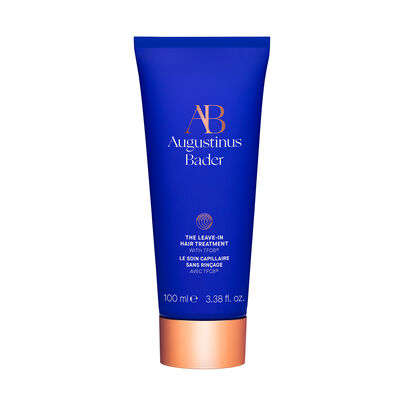 AB
Augustinus
Bader
THE LEAVE-IN
HAIR TREATMENT
WITH TFC8®
LE SOIN CAPILLAIRE
SANS RINÇAGE
AVEC TFC8®
100 ml ℮ 3.38 fl. oz.